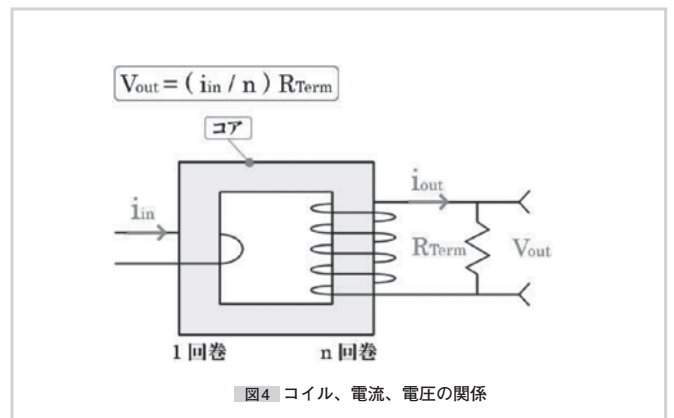 Vout = ( iin / n ) RTerm
コア
iin
iout
RTerm
Vout
1 回巻
n 回巻
図4 コイル、電流、電圧の関係